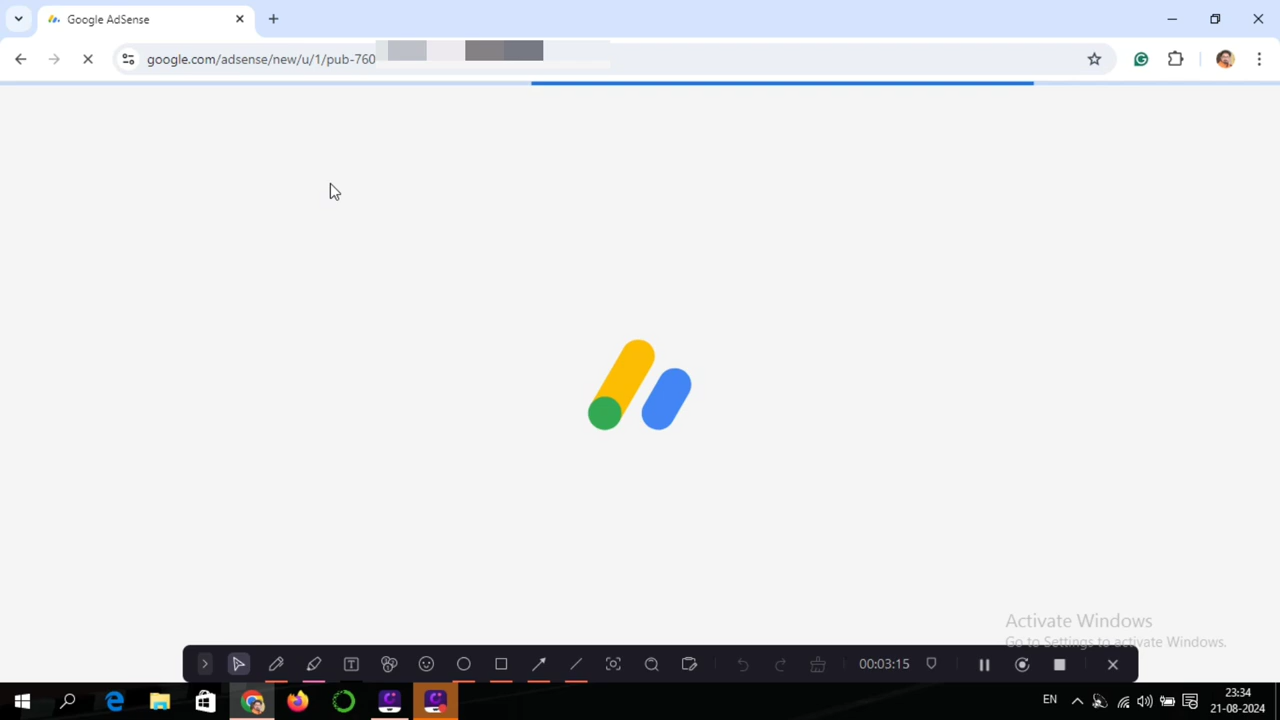 Google AdSense
google.com/adsense/new/u/1/pub-760
Activate Windows
Go to Settings to activate Windows.
00:03:15
EN
23:34
21-08-2024